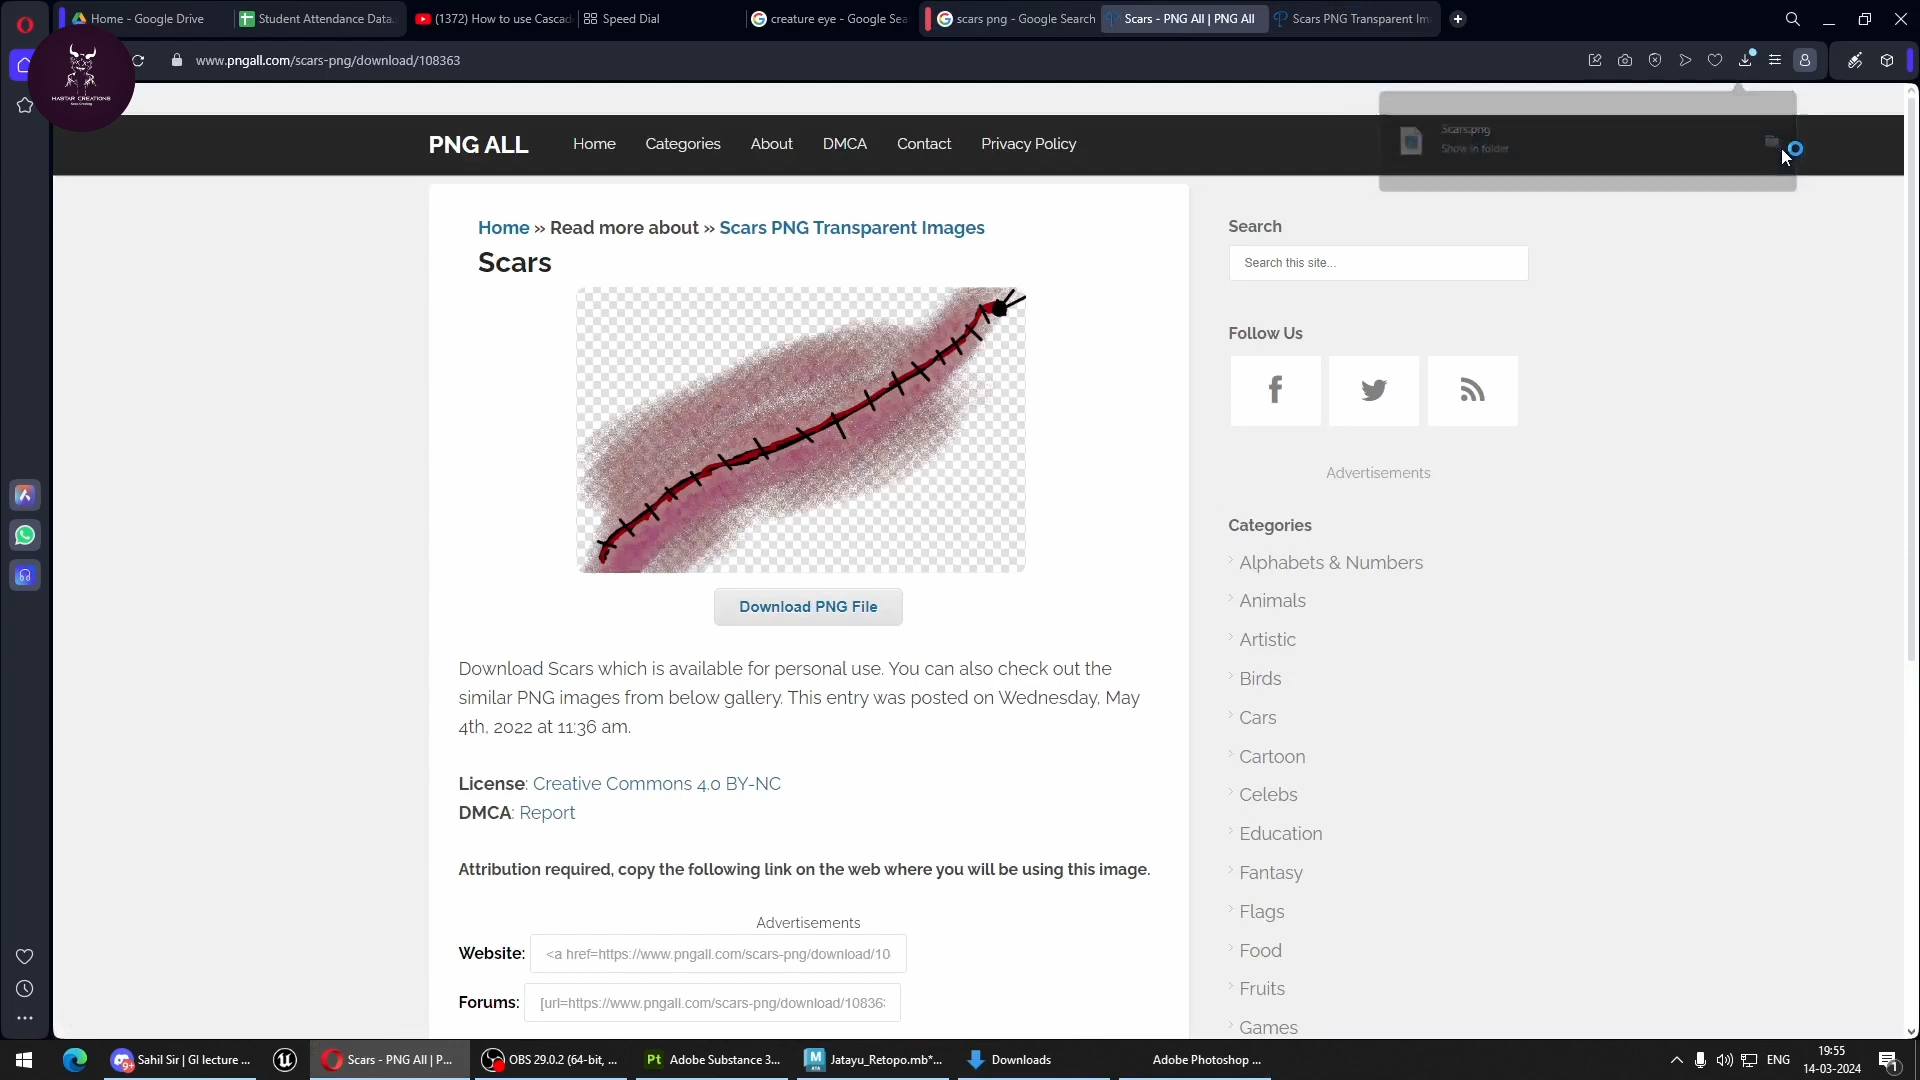 Home - Google Drive
Student Attendance Data.
(1372) How to use Cascad
Speed Dial
creature eye - Google Sea
scars png - Google Search
Scars - PNG All | PNG All
Scars PNG Transparent Im
www.pngall.com/scars-png/download/108363
HASTAR CREATIONS
PNG ALL
Home
Categories
About
DMCA
Contact
Privacy Policy
Scars.png
Show in folder
Home » Read more about » Scars PNG Transparent Images
Scars
Download PNG File
Download Scars which is available for personal use. You can also check out the
similar PNG images from below gallery. This entry was posted on Wednesday, May
4th, 2022 at 11:36 am.
License: Creative Commons 4.0 BY-NC
DMCA: Report
Attribution required, copy the following link on the web where you will be using this image.
Advertisements
Website: <a href=https://www.pngall.com/scars-png/download/10
Forums: [url=https://www.pngall.com/scars-png/download/10836:
Search
Search this site...
Follow Us
Advertisements
Categories
Alphabets & Numbers
Animals
Artistic
Birds
Cars
Cartoon
Celebs
Education
Fantasy
Flags
Food
Fruits
Games
Sahil Sir | GI lecture ...
Scars - PNG All | P...
OBS 29.0.2 (64-bit, ...
Adobe Substance 3...
Jatayu_Retopo.mb*...
Downloads
Adobe Photoshop ...
ENG
19:55
14-03-2024